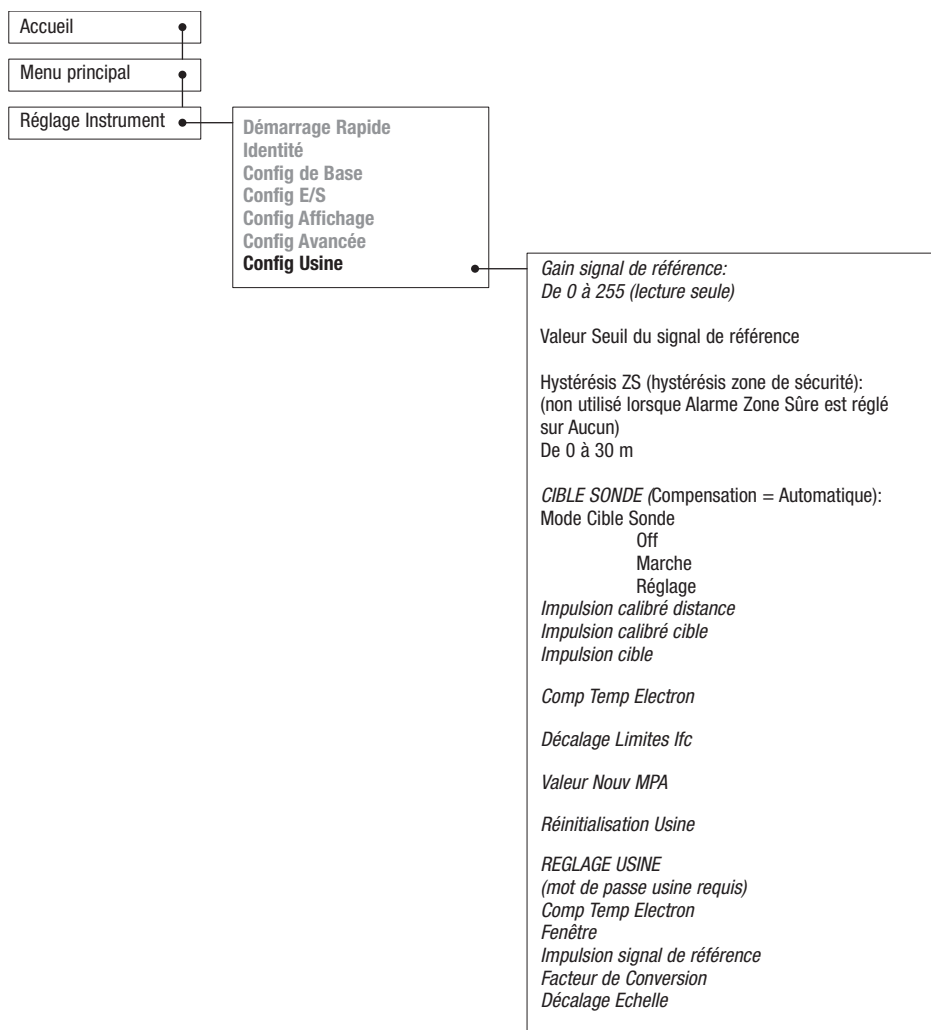 Accueil
Menu principal
Réglage Instrument
Démarrage Rapide
Identité
Config de Base
Config E/S
Config Affichage
Config Avancée
Config Usine
Gain signal de référence:
De 0 à 255 (lecture seule)
Valeur Seuil du signal de référence
Hystérésis ZS (hystérésis zone de sécurité):
(non utilisé lorsque Alarme Zone Sûre est réglé
sur Aucun)
De 0 à 30 m
CIBLE SONDE (Compensation = Automatique):
Mode Cible Sonde
Off
Marche
Réglage
Impulsion calibré distance
Impulsion calibré cible
Impulsion cible
Comp Temp Electron
Décalage Limites Ifc
Valeur Nouv MPA
Réinitialisation Usine
REGLAGE USINE
(mot de passe usine requis)
Comp Temp Electron
Fenêtre
Impulsion signal de référence
Facteur de Conversion
Décalage Echelle